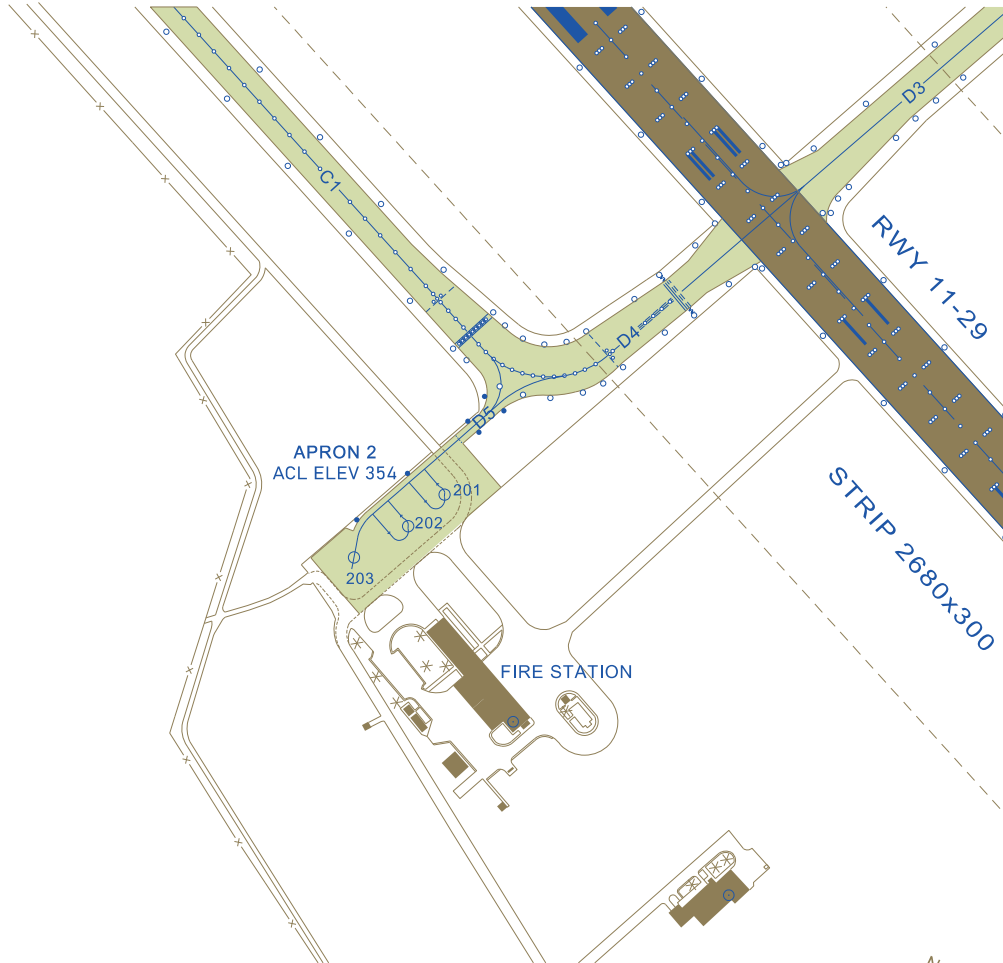 D3
C1
RWY 11-29
D4
D5
APRON 2
ACL ELEV 354
201
202
203
STRIP 2680x300
FIRE STATION